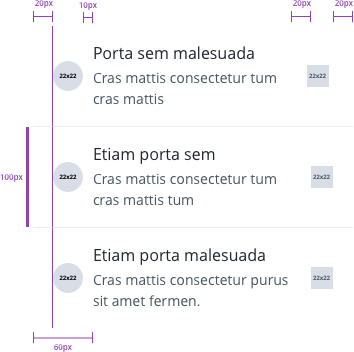 20px
10px
20px
20px
Porta sem malesuada
22x22
22x22
Cras mattis consectetur tum
cras mattis
Etiam porta sem
100px
22x22
22x22
Cras mattis consectetur tum
cras mattis tum
Etiam porta malesuada
22x22
22x22
Cras mattis consectetur purus
sit amet fermen.
60px